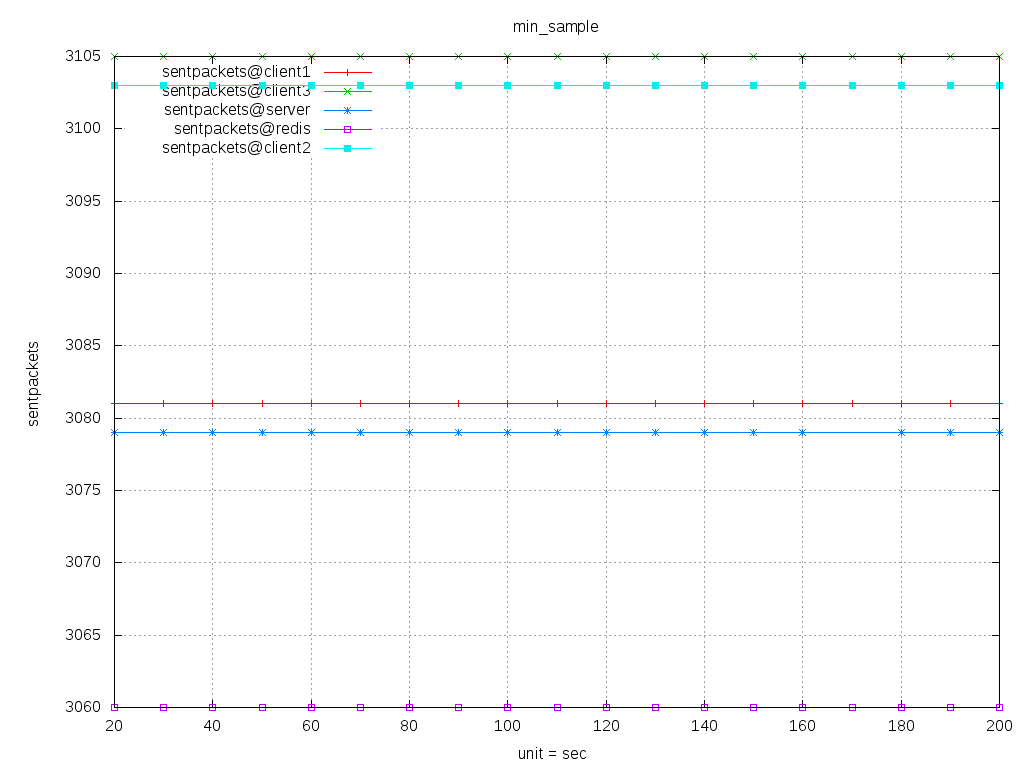 min_sample
sentpackets@client1
sentpackets@client3
sentpackets@server
sentpackets@redis
sentpackets@client2
3105
3100
3095
3090
3085
3080
3075
3070
3065
3060
sentpackets
20 40 60 80 100 120 140 160 180 200
unit = sec